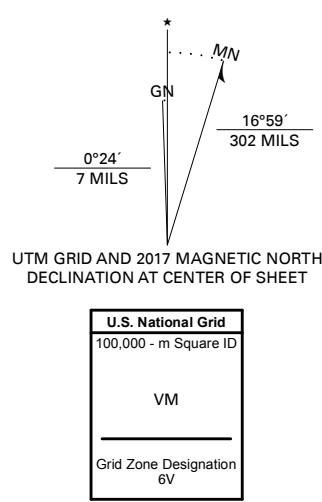 ★
MN
GN
16°59´
302 MILS
0°24´
7 MILS
UTM GRID AND 2017 MAGNETIC NORTH
DECLINATION AT CENTER OF SHEET
U.S. National Grid
100,000 - m Square ID
VM
Grid Zone Designation
6V